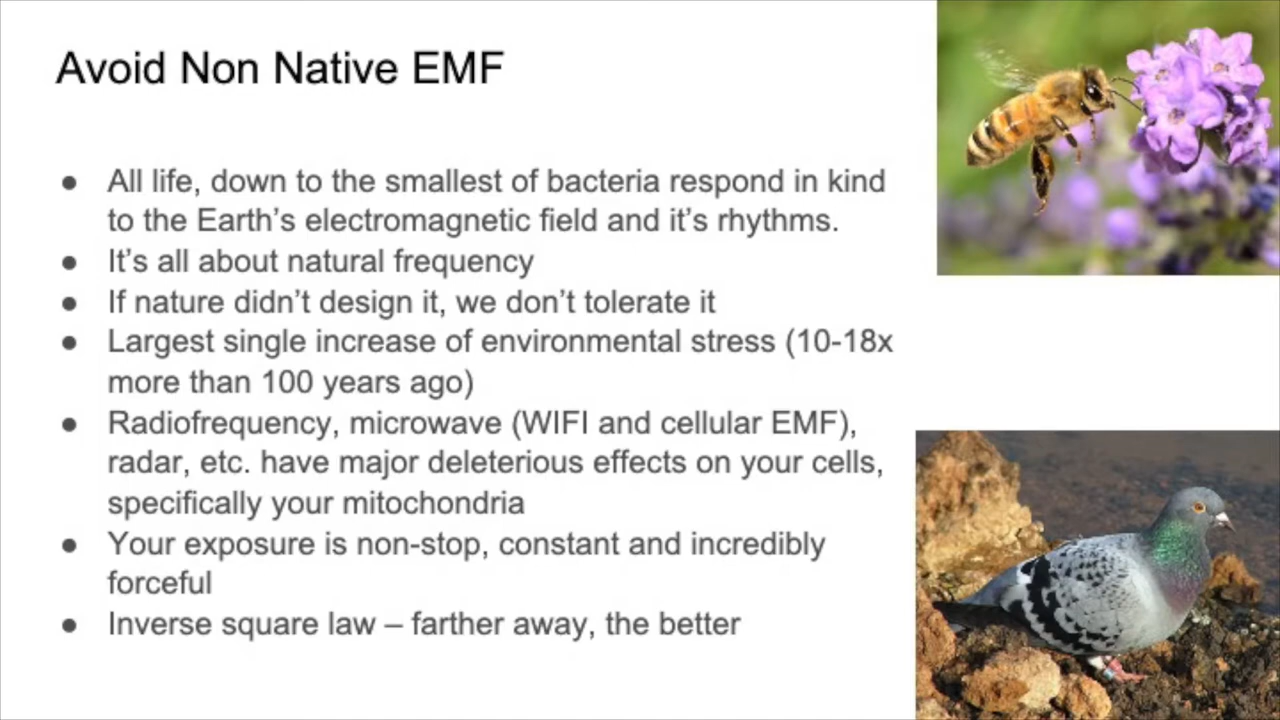 Avoid Non Native EMF
● All life, down to the smallest of bacteria respond in kind
to the Earth’s electromagnetic field and it’s rhythms.
● It’s all about natural frequency
● If nature didn’t design it, we don’t tolerate it
● Largest single increase of environmental stress (10-18x
more than 100 years ago)
● Radiofrequency, microwave (WIFI and cellular EMF),
radar, etc. have major deleterious effects on your cells,
specifically your mitochondria
● Your exposure is non-stop, constant and incredibly
forceful
● Inverse square law – farther away, the better